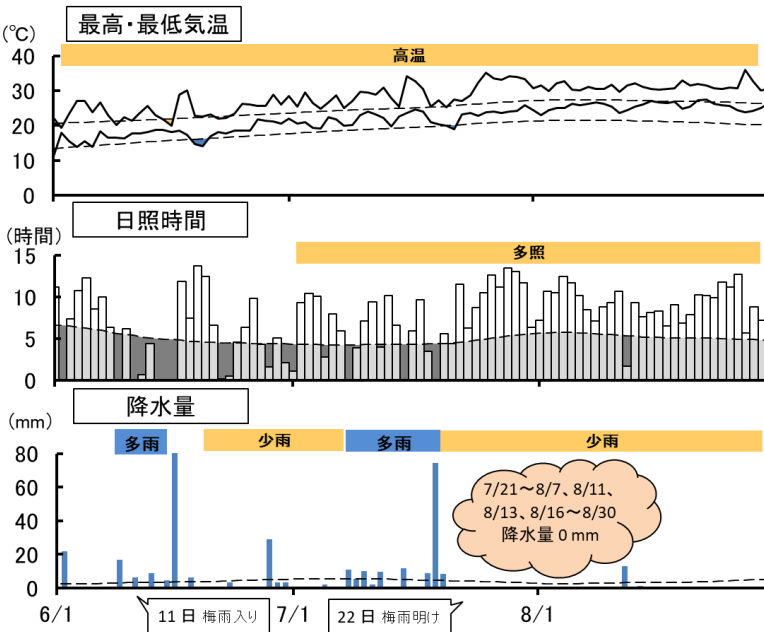 最高・最低気温
(℃)
40
高温
30
20
10
0
日照時間
(時間)
15
多照
10
5
0
降水量
(mm)
80
多雨 少雨 多雨 少雨
60
7/21～8/7、8/11、
8/13、8/16～8/30
降水量 0 mm
40
20
0
6/1 7/1 8/1
11 日 梅雨入り 22 日 梅雨明け